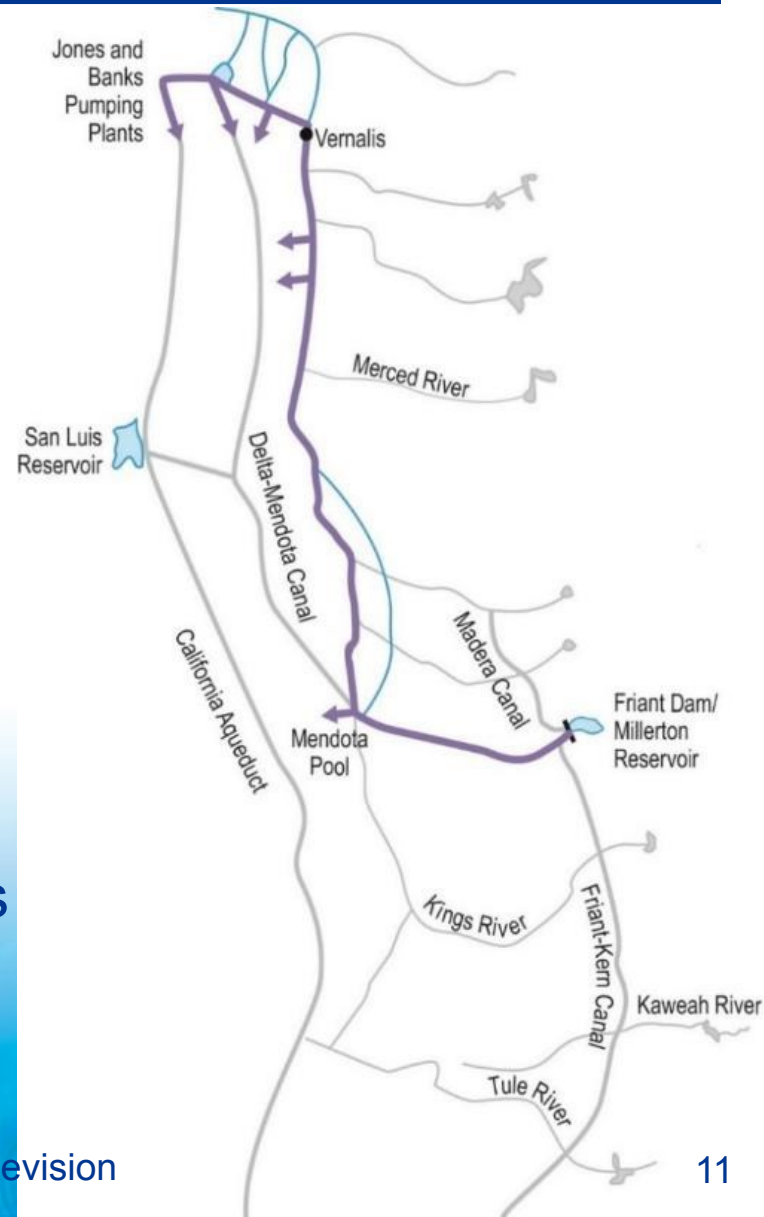 Jones and
Banks
Pumping
Plants
Vernalis
Merced River
San Luis
Reservoir
Delta-Mendota Canal
Madera Canal
California Aqueduct
Friant Dam/
Millerton
Reservoir
Mendota
Pool
Kings River
Friant-Kern Canal
s
Kaweah River
Tule River
evision
11